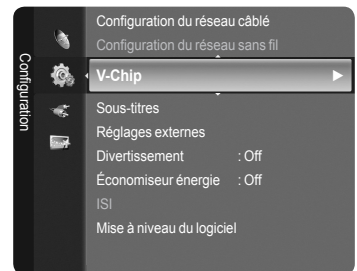 Configuration
Configuration du réseau câblé
Configuration du réseau sans fil
V-Chip
Sous-titres
Réglages externes
Divertissement : Off
Économiseur énergie : Off
ISI
Mise à niveau du logiciel